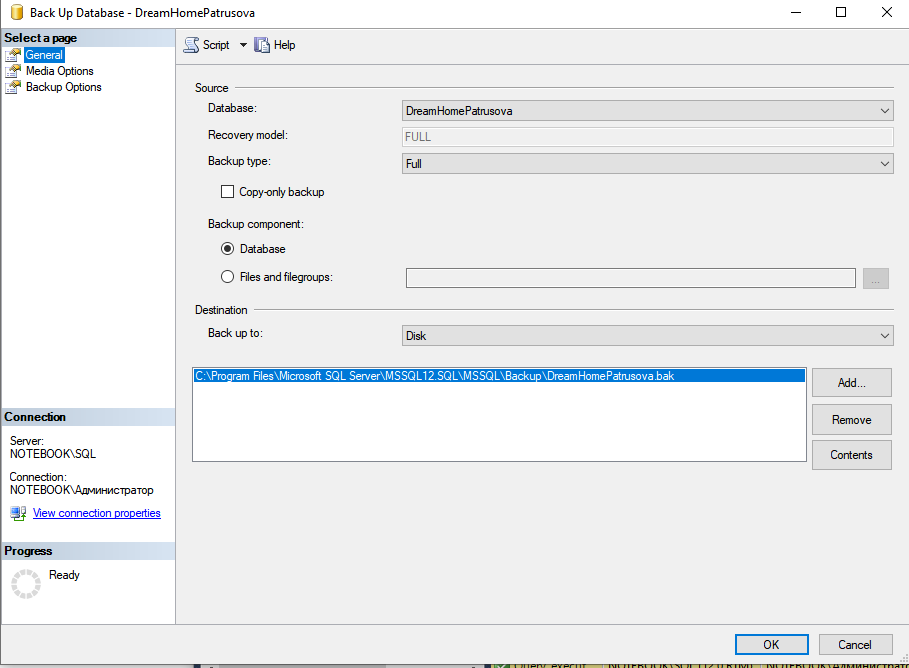 Back Up Database - DreamHomePatrusova
Select a page
General
Media Options
Backup Options
Script
Help
Source
Database:
DreamHomePatrusova
Recovery model:
FULL
Backup type:
Full
Copy-only backup
Backup component:
Database
Files and filegroups:
...
Destination
Back up to:
Disk
C:\Program Files\Microsoft SQL Server\MSSQL12.SQL\MSSQL\Backup\DreamHomePatrusova.bak
Add...
Remove
Contents
Connection
Server:
NOTEBOOK\SQL
Connection:
NOTEBOOK\Администратор
View connection properties
Progress
Ready
OK
Cancel